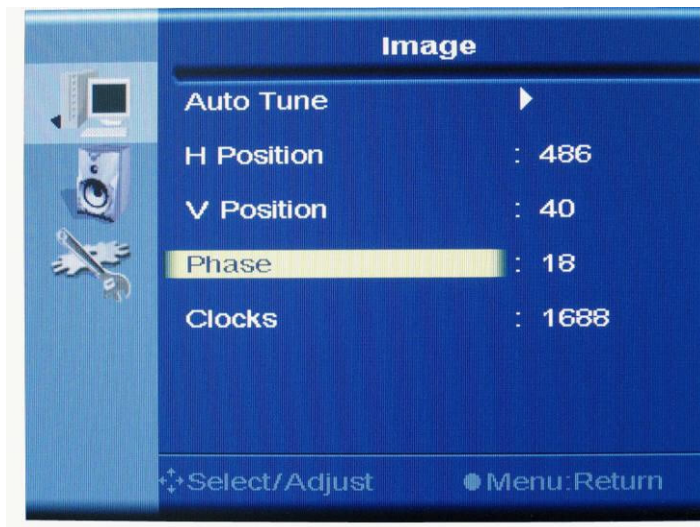 Image
Auto Tune
H Position : 486
V Position : 40
Phase : 18
Clocks : 1688
Select/Adjust Menu:Return